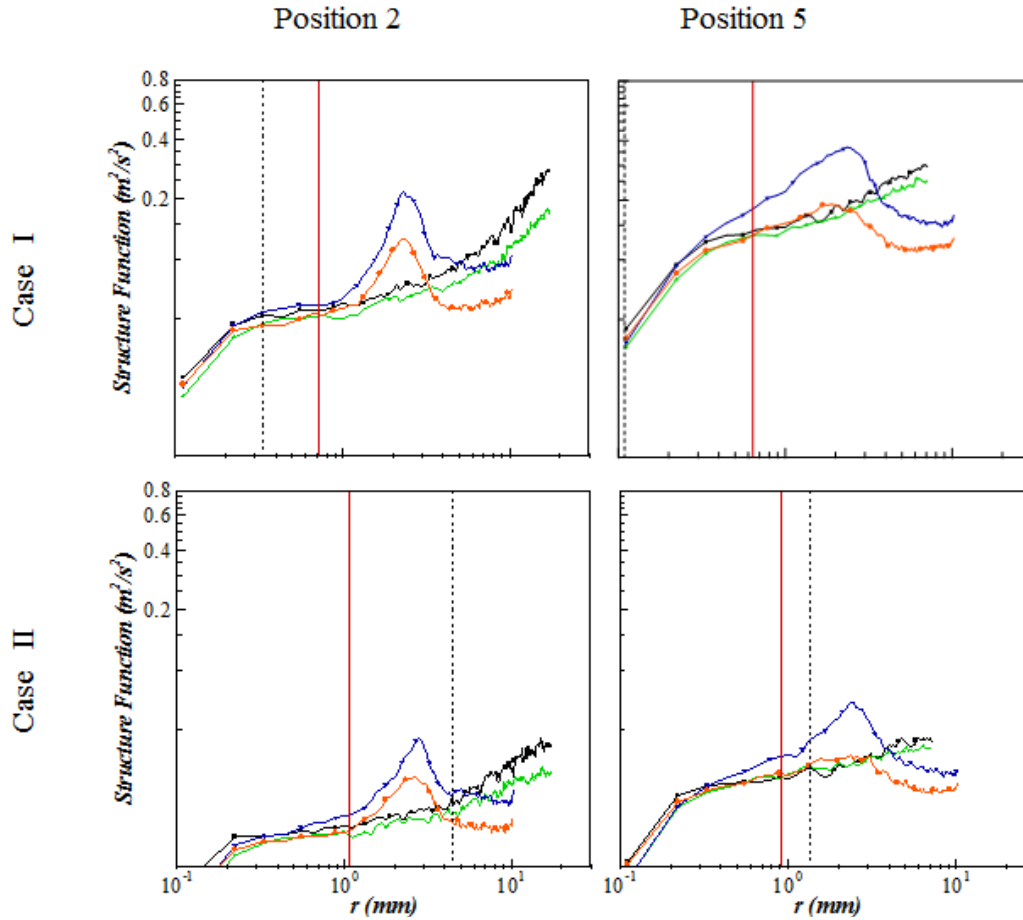 Position 2 Position 5
Case I
Structure Function (m²/s²)
0.8
0.6
0.4
0.2
Case II
Structure Function (m²/s²)
0.8
0.6
0.4
0.2
10⁻¹ 10⁰ 10¹ 10⁻¹ 10⁰ 10¹
r (mm) r (mm)